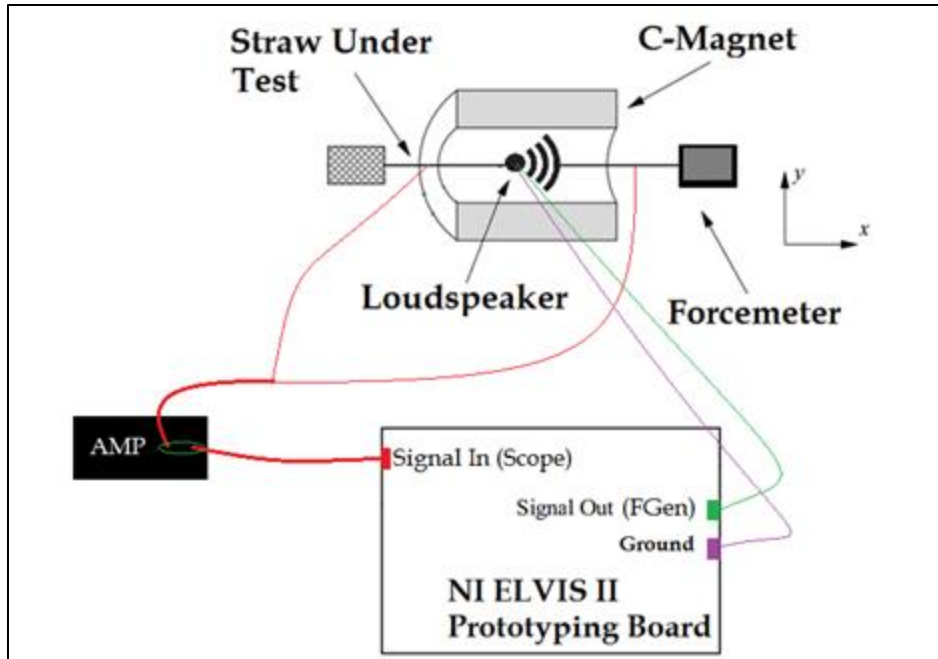 Straw Under
Test
C-Magnet
y
x
Loudspeaker
Forcemeter
AMP
Signal In (Scope)
Signal Out (FGen)
Ground
NI ELVIS II
Prototyping Board